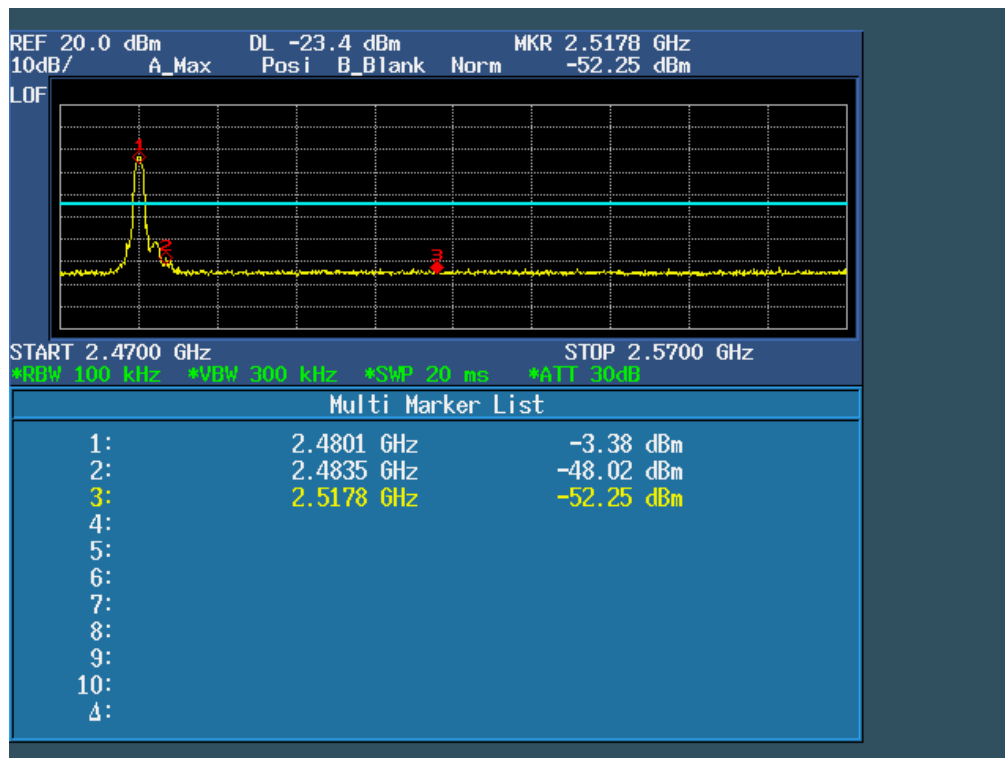 REF 20.0 dBm DL -23.4 dBm MKR 2.5178 GHz
10dB/ A_Max Posi B_Blank Norm -52.25 dBm
LOF
1
2
3
START 2.4700 GHz STOP 2.5700 GHz
*RBW 100 kHz *VBW 300 kHz *SWP 20 ms *ATT 30dB
Multi Marker List
1: 2.4801 GHz -3.38 dBm
2: 2.4835 GHz -48.02 dBm
3: 2.5178 GHz -52.25 dBm
4:
5:
6:
7:
8:
9:
10:
Δ: